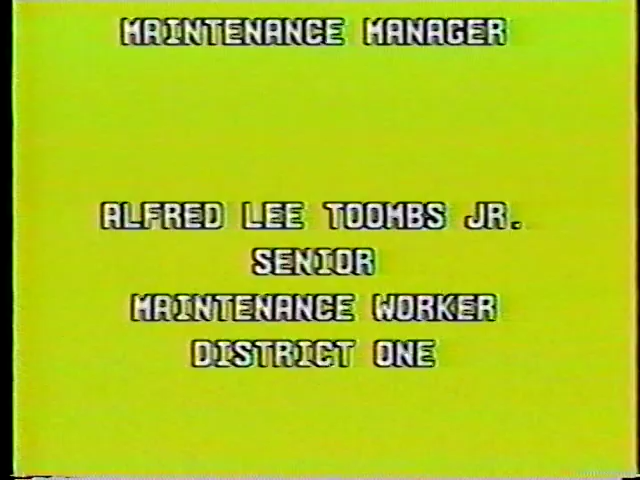 MAINTENANCE MANAGER
ALFRED LEE TOOMBS JR.
SENIOR
MAINTENANCE WORKER
DISTRICT ONE